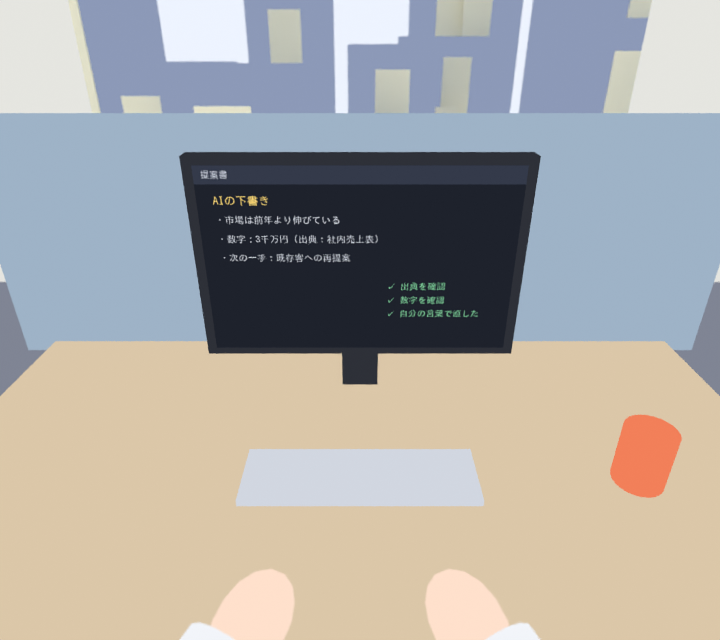 提案書
AIの下書き
・市場は前年より伸びている
・数字：3千万円（出典：社内売上表）
・次の一手：既存客への再提案
✓ 出典を確認
✓ 数字を確認
✓ 自分の言葉で直した